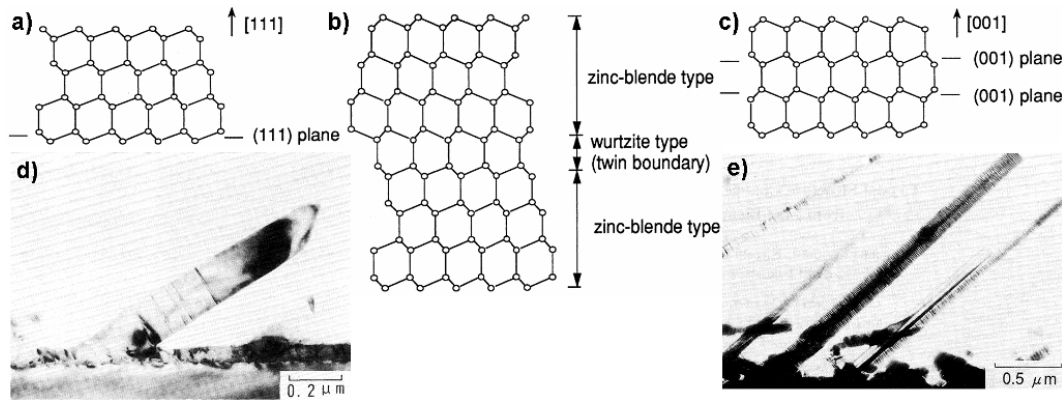 a)
[111]
(111) plane
b)
zinc-blende type
wurtzite type
(twin boundary)
zinc-blende type
c)
[001]
(001) plane
(001) plane
d)
0.2 μm
e)
0.5 μm